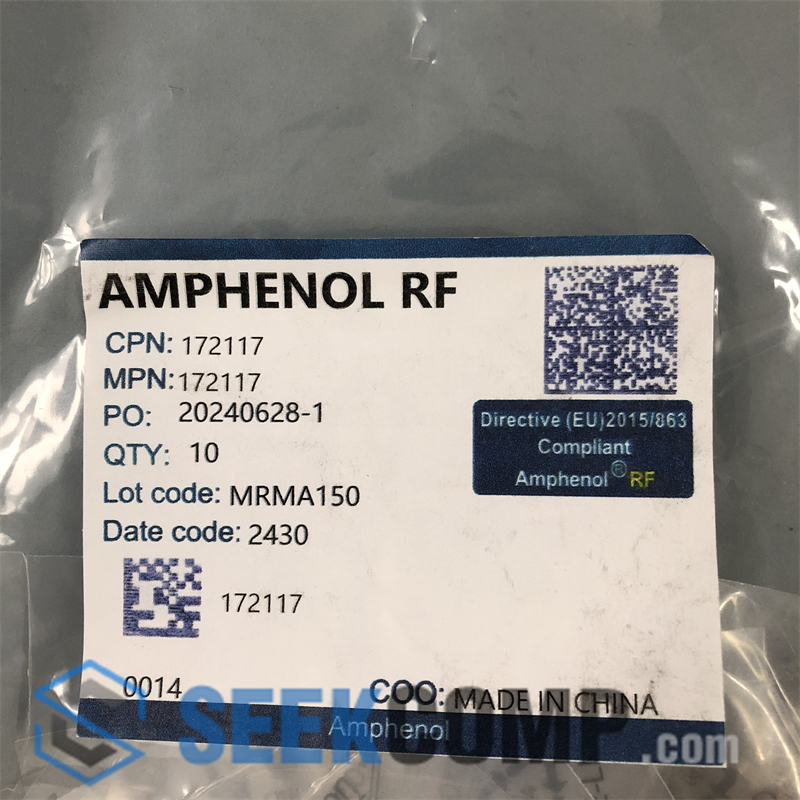 AMPHENOL RF
CPN: 172117
MPN:172117
PO: 20240628-1
QTY: 10
Lot code: MRMA150
Date code: 2430
Directive (EU)2015/863
Compliant
Amphenol® RF
172117
0014
COO: MADE IN CHINA
Amphenol
SEEKCOMP.com